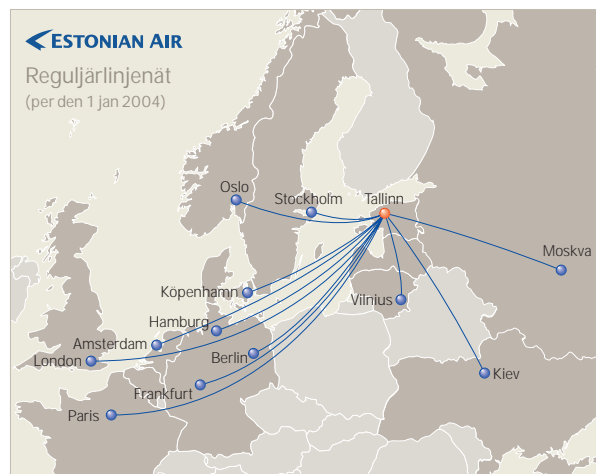 ESTONIAN AIR
Reguljärlinjenät
(per den 1 jan 2004)
Oslo
Stockholm
Tallinn
Moskva
Köpenhamn
Viinius
Hamburg
Amsterdam
London
Berlin
Kiev
Frankfurt
Paris